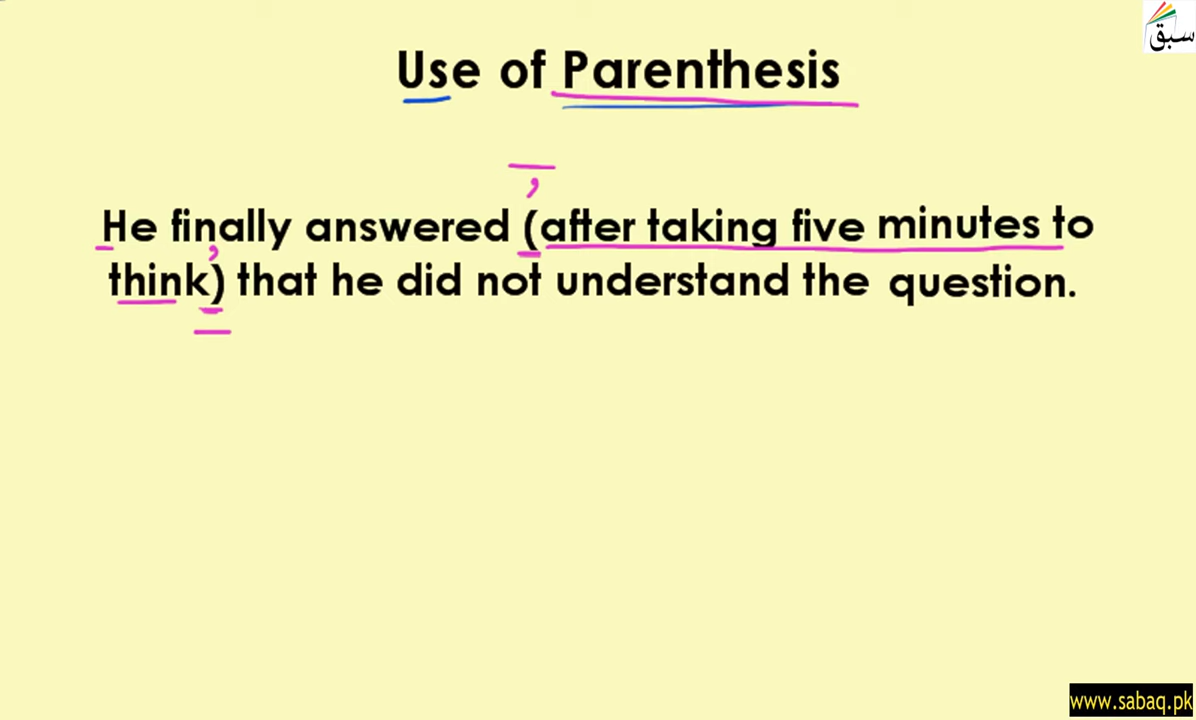 سبق
Use of Parenthesis
,
He finally answered (after taking five minutes to
,
think) that he did not understand the question.
www.sabaq.pk